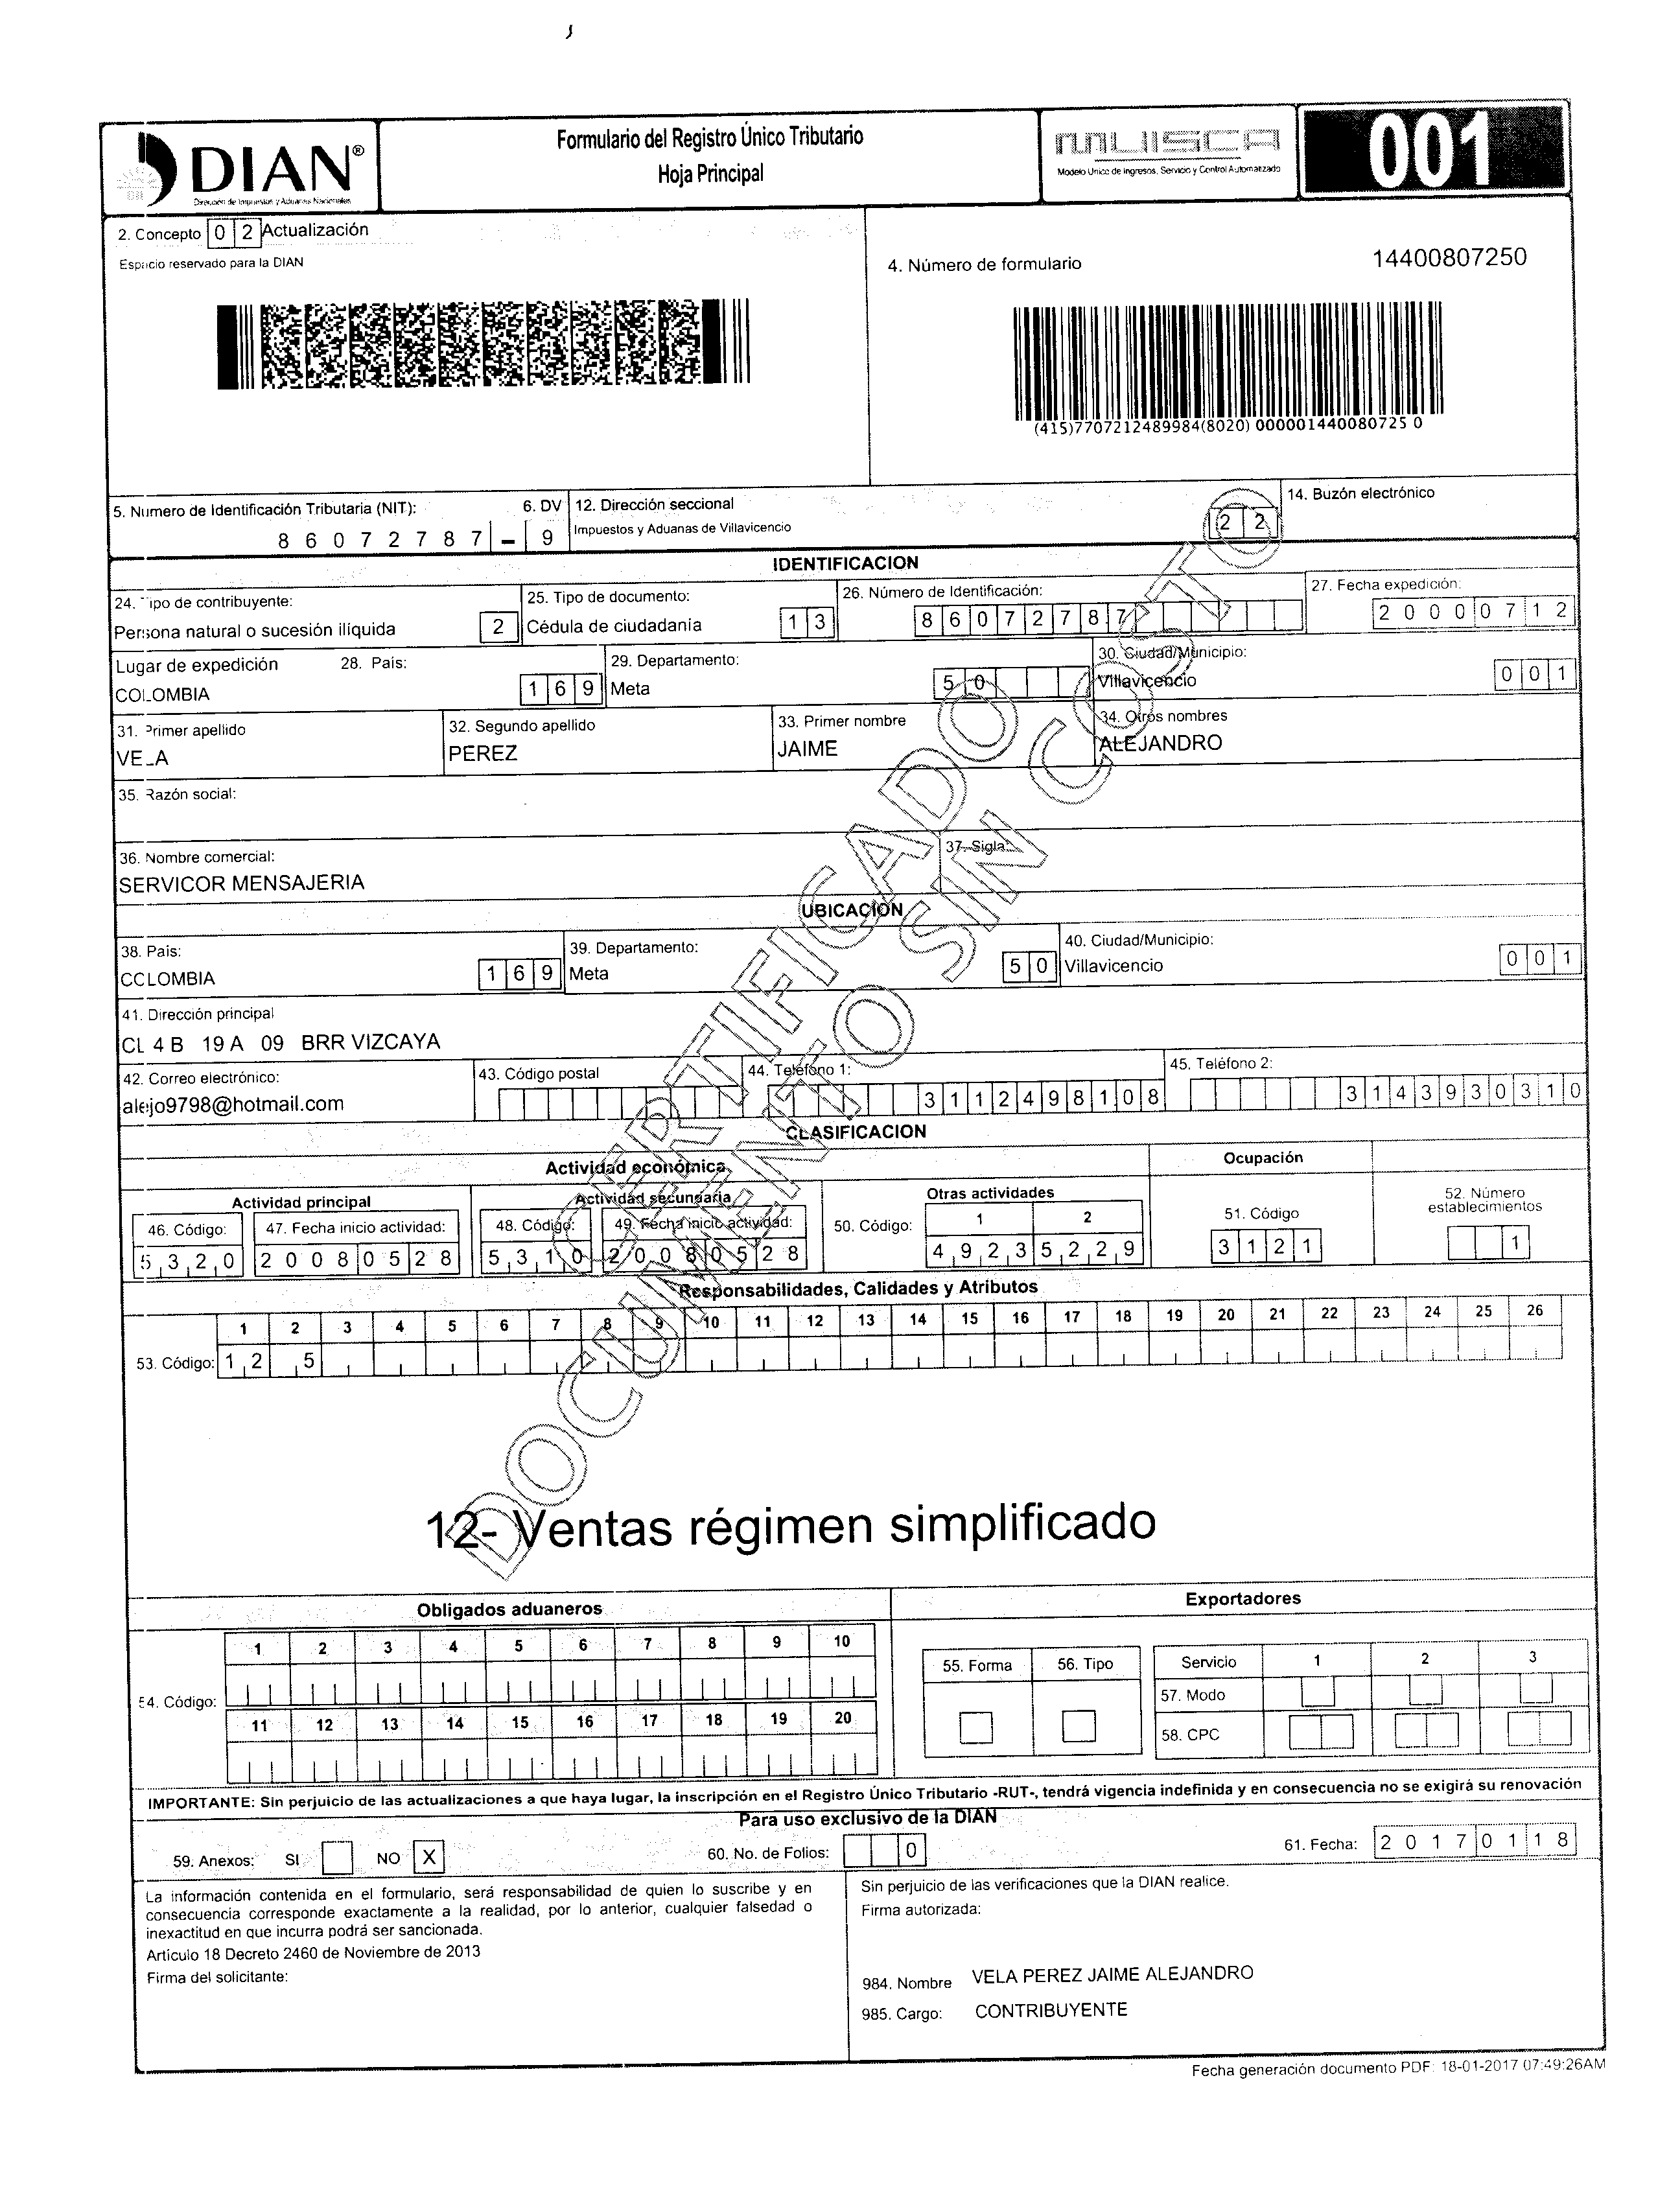 DIAN®
Dirección de Impuestos y Aduanas Nacionales
Formulario del Registro Único Tributario
Hoja Principal
MUISCA
Modelo Unico de Ingresos, Servicio y Control Automatizado
001
2. Concepto 0 2 Actualización
Espacio reservado para la DIAN
4. Número de formulario 14400807250
(415)7707212489984(8020) 000001440080725 0
5. Número de Identificación Tributaria (NIT): 6. DV 12. Dirección seccional 14. Buzón electrónico
8 6 0 7 2 7 8 7 - 9 Impuestos y Aduanas de Villavicencio 2 2
IDENTIFICACION
24. Tipo de contribuyente: 25. Tipo de documento: 26. Número de Identificación: 27. Fecha expedición:
Persona natural o sucesión ilíquida 2 Cédula de ciudadanía 1 3 8 6 0 7 2 7 8 7 2 0 0 0 0 7 1 2
Lugar de expedición 28. País: 29. Departamento: 30. Ciudad/Municipio:
COLOMBIA 1 6 9 Meta 5 0 Villavicencio 0 0 1
31. Primer apellido 32. Segundo apellido 33. Primer nombre 34. Otros nombres
VELA PEREZ JAIME ALEJANDRO
35. Razón social:
36. Nombre comercial: 37. Sigla:
SERVICOR MENSAJERIA
UBICACION
38. País: 39. Departamento: 40. Ciudad/Municipio:
COLOMBIA 1 6 9 Meta 5 0 Villavicencio 0 0 1
41. Dirección principal
CL 4 B 19 A 09 BRR VIZCAYA
42. Correo electrónico: 43. Código postal 44. Teléfono 1: 45. Teléfono 2:
alejo9798@hotmail.com 3 1 1 2 4 9 8 1 0 8 3 1 4 3 9 3 0 3 1 0
CLASIFICACION
Actividad económica Ocupación
Actividad principal Actividad secundaria Otras actividades 52. Número establecimientos
46. Código: 47. Fecha inicio actividad: 48. Código: 49. Fecha inicio actividad: 50. Código: 1 2 51. Código
5 3 2 0 2 0 0 8 0 5 2 8 5 3 1 0 2 0 0 8 0 5 2 8 4 9 2 3 5 2 2 9 3 1 2 1 1
Responsabilidades, Calidades y Atributos
1 2 3 4 5 6 7 8 9 10 11 12 13 14 15 16 17 18 19 20 21 22 23 24 25 26
53. Código: 1 2 5
12- Ventas régimen simplificado
DOCUMENTO SIN COSTO
CERTIFICADO
Obligados aduaneros Exportadores
1 2 3 4 5 6 7 8 9 10
55. Forma 56. Tipo Servicio 1 2 3
54. Código: 57. Modo
11 12 13 14 15 16 17 18 19 20
58. CPC
IMPORTANTE: Sin perjuicio de las actualizaciones a que haya lugar, la inscripción en el Registro Único Tributario -RUT-, tendrá vigencia indefinida y en consecuencia no se exigirá su renovación
Para uso exclusivo de la DIAN
59. Anexos: SI NO X 60. No. de Folios: 0 61. Fecha: 2 0 1 7 0 1 1 8
La información contenida en el formulario, será responsabilidad de quien lo suscribe y en
consecuencia corresponde exactamente a la realidad, por lo anterior, cualquier falsedad o
inexactitud en que incurra podrá ser sancionada.
Artículo 18 Decreto 2460 de Noviembre de 2013
Firma del solicitante:
Sin perjuicio de las verificaciones que la DIAN realice.
Firma autorizada:
984. Nombre VELA PEREZ JAIME ALEJANDRO
985. Cargo: CONTRIBUYENTE
Fecha generación documento PDF: 18-01-2017 07:49:26AM